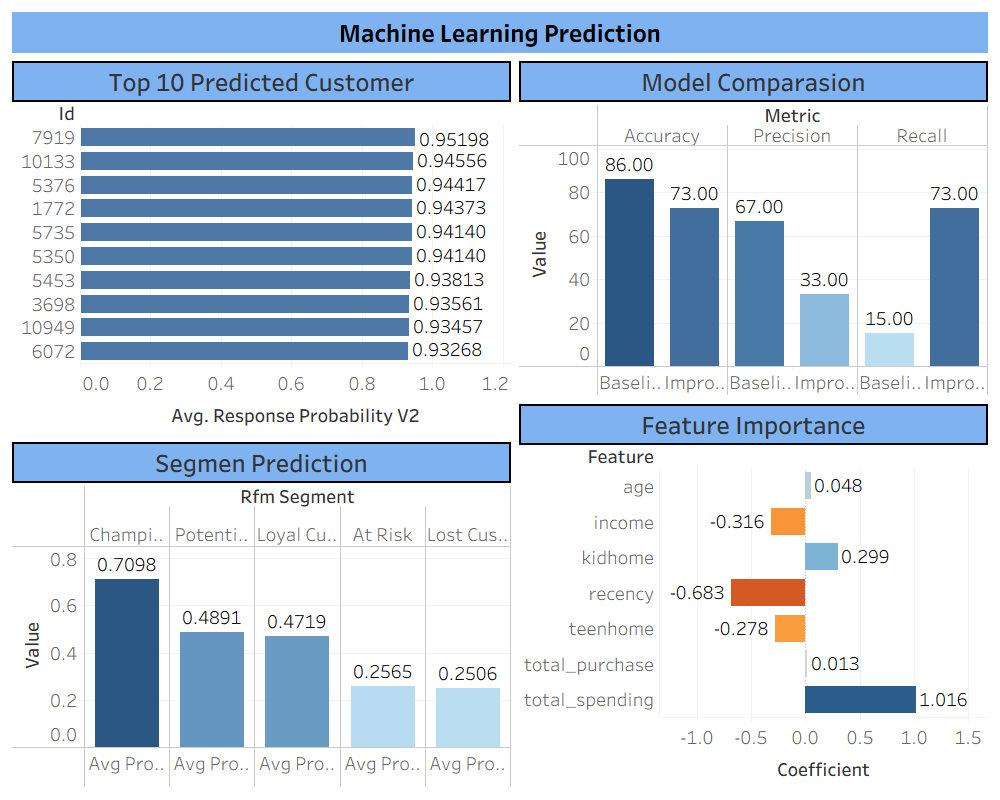 Machine Learning Prediction
Top 10 Predicted Customer
Id
7919 0.95198
10133 0.94556
5376 0.94417
1772 0.94373
5735 0.94140
5350 0.94140
5453 0.93813
3698 0.93561
10949 0.93457
6072 0.93268
0.0 0.2 0.4 0.6 0.8 1.0 1.2
Avg. Response Probability V2
Model Comparasion
Metric
Accuracy Precision Recall
Value
100
80
60
40
20
0
86.00 73.00 67.00 33.00 15.00 73.00
Baseli.. Impro.. Baseli.. Impro.. Baseli.. Impro..
Segmen Prediction
Rfm Segment
Champi.. Potenti.. Loyal Cu.. At Risk Lost Cus..
Value
0.8
0.6
0.4
0.2
0.0
0.7098 0.4891 0.4719 0.2565 0.2506
Avg Pro.. Avg Pro.. Avg Pro.. Avg Pro.. Avg Pro..
Feature Importance
Feature
age 0.048
income -0.316
kidhome 0.299
recency -0.683
teenhome -0.278
total_purchase 0.013
total_spending 1.016
-1.0 -0.5 0.0 0.5 1.0 1.5
Coefficient